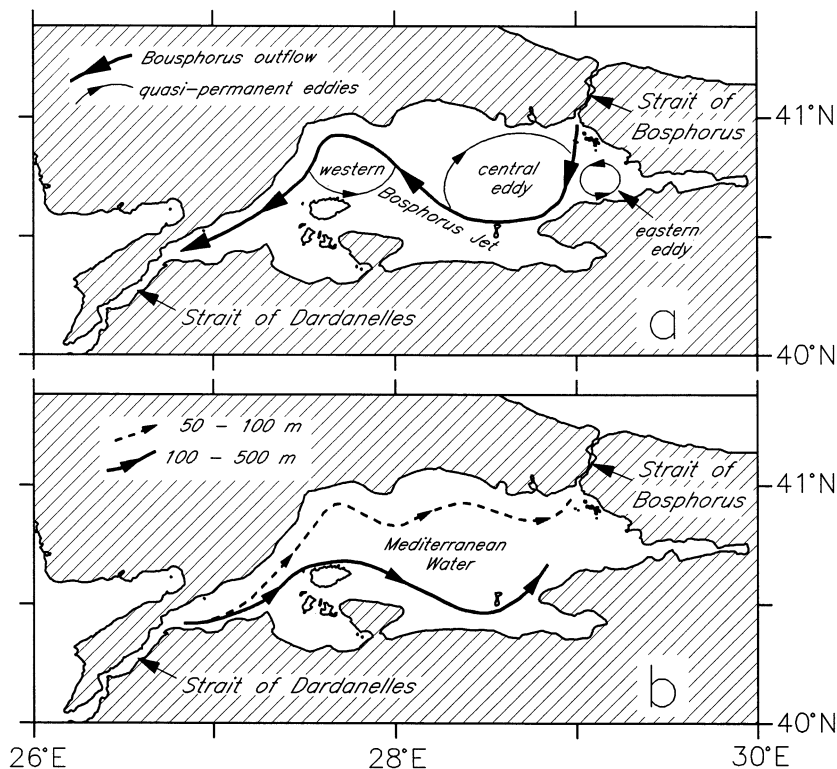 Bousphorus outflow
quasi-permanent eddies
Strait of
Bosphorus
41°N
western
central
eddy
Bosphorus Jet
eastern
eddy
Strait of Dardanelles
a
40°N
50 - 100 m
100 - 500 m
Strait of
Bosphorus
41°N
Mediterranean
Water
Strait of Dardanelles
b
40°N
26°E
28°E
30°E